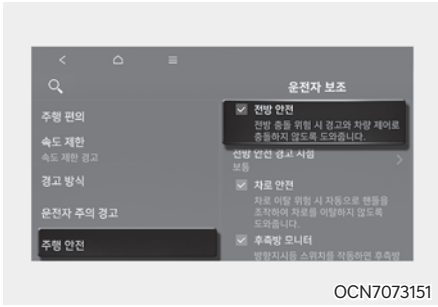 운전자 보조
주행 편의
속도 제한
속도 제한 경고
경고 방식
운전자 주의 경고
주행 안전
전방 안전
전방 충돌 위험 시 경고와 차량 제어로
충돌하지 않도록 도와줍니다.
전방 안전 경고 시점
보통
차로 안전
차로 이탈 위험 시 자동으로 핸들을
조작하여 차로를 이탈하지 않도록
도와줍니다.
후측방 모니터
방향지시등 스위치를 작동하면 후측방
OCN7073151